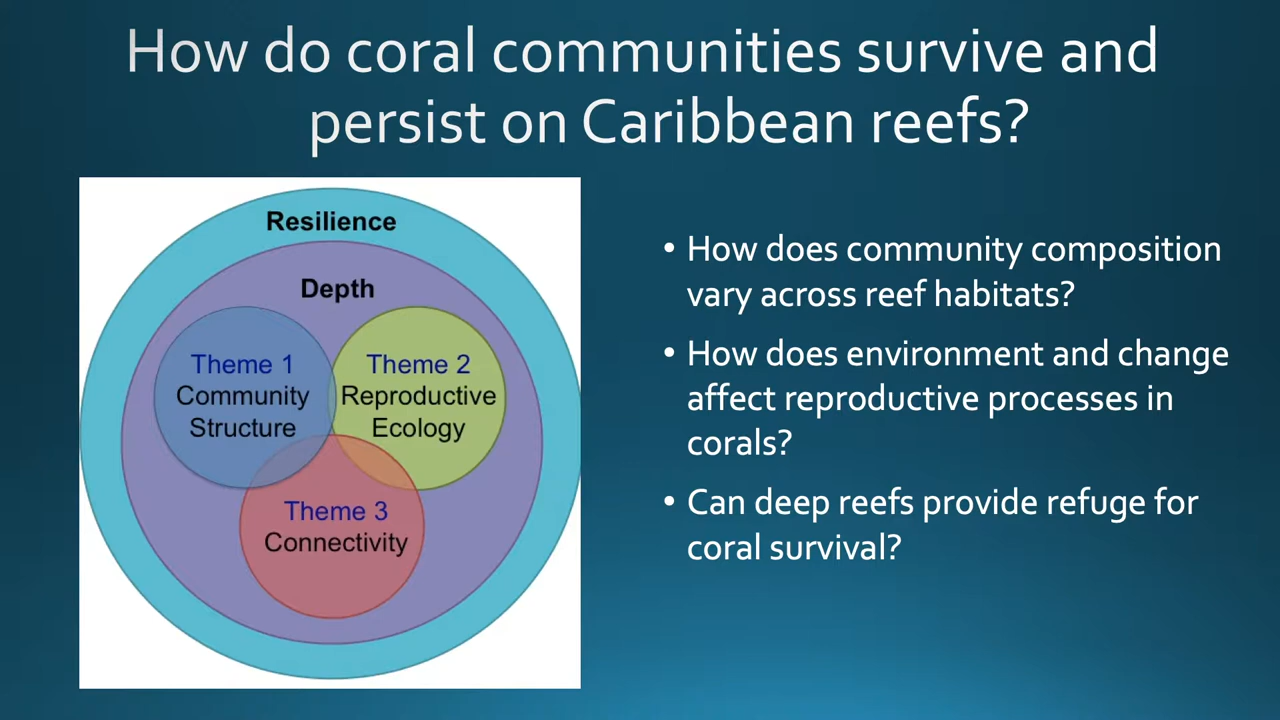 How do coral communities survive and
persist on Caribbean reefs?
Resilience
Depth
Theme 1
Community
Structure
Theme 2
Reproductive
Ecology
Theme 3
Connectivity
• How does community composition
vary across reef habitats?
• How does environment and change
affect reproductive processes in
corals?
• Can deep reefs provide refuge for
coral survival?